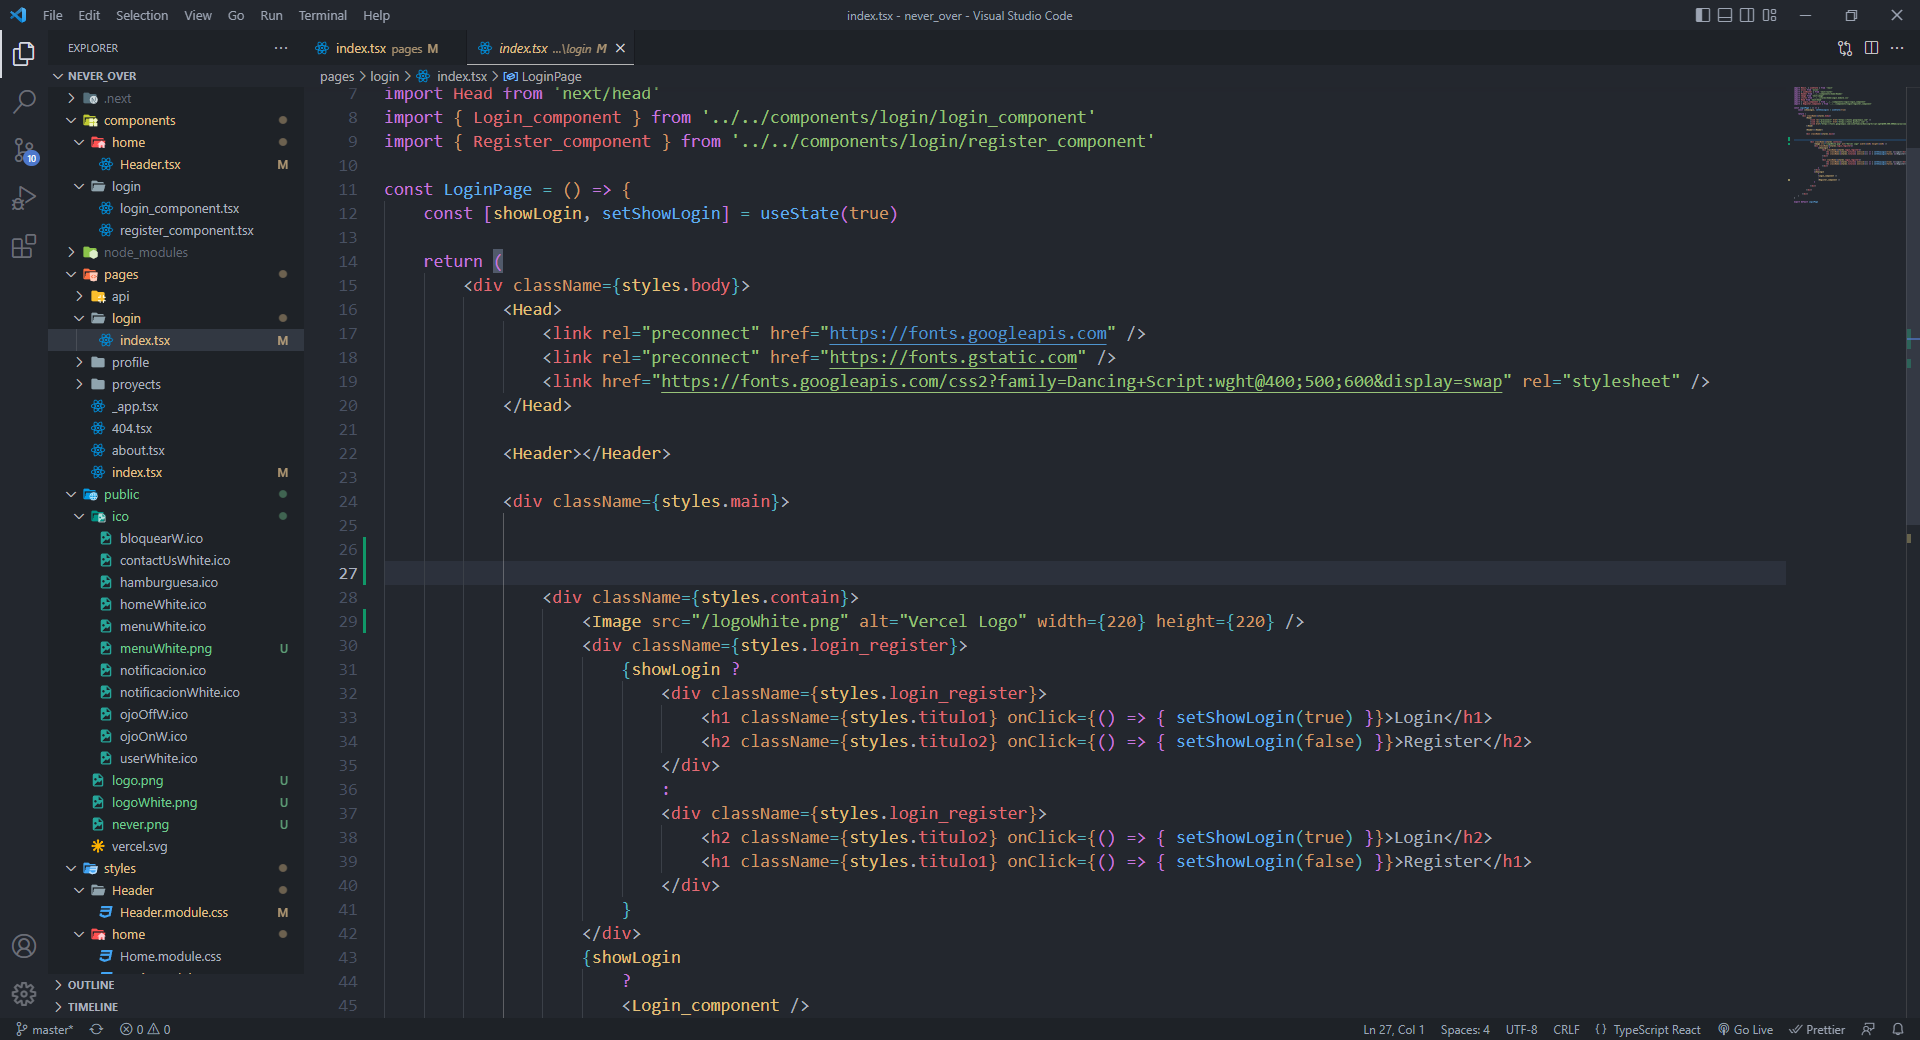 File Edit Selection View Go Run Terminal Help
index.tsx - never_over - Visual Studio Code
EXPLORER
index.tsx pages M
index.tsx ...\login M
NEVER_OVER
pages > login > index.tsx > LoginPage
.next
components
home
Header.tsx M
login
login_component.tsx
register_component.tsx
node_modules
pages
api
login
index.tsx M
profile
proyects
_app.tsx
404.tsx
about.tsx
index.tsx M
public
ico
bloquearW.ico
contactUsWhite.ico
hamburguesa.ico
homeWhite.ico
menuWhite.ico
menuWhite.png U
notificacion.ico
notificacionWhite.ico
ojoOffW.ico
ojoOnW.ico
userWhite.ico
logo.png U
logoWhite.png U
never.png U
vercel.svg
styles
Header
Header.module.css M
home
Home.module.css
OUTLINE
TIMELINE
10
7 import Head from 'next/head'
8 import { Login_component } from '../../components/login/login_component'
9 import { Register_component } from '../../components/login/register_component'
10
11 const LoginPage = () => {
12 const [showLogin, setShowLogin] = useState(true)
13
14 return (
15 <div className={styles.body}>
16 <Head>
17 <link rel="preconnect" href="https://fonts.googleapis.com" />
18 <link rel="preconnect" href="https://fonts.gstatic.com" />
19 <link href="https://fonts.googleapis.com/css2?family=Dancing+Script:wght@400;500;600&display=swap" rel="stylesheet" />
20 </Head>
21
22 <Header></Header>
23
24 <div className={styles.main}>
25
26
27
28 <div className={styles.contain}>
29 <Image src="/logoWhite.png" alt="Vercel Logo" width={220} height={220} />
30 <div className={styles.login_register}>
31 {showLogin ?
32 <div className={styles.login_register}>
33 <h1 className={styles.titulo1} onClick={() => { setShowLogin(true) }}>Login</h1>
34 <h2 className={styles.titulo2} onClick={() => { setShowLogin(false) }}>Register</h2>
35 </div>
36 :
37 <div className={styles.login_register}>
38 <h2 className={styles.titulo2} onClick={() => { setShowLogin(true) }}>Login</h2>
39 <h1 className={styles.titulo1} onClick={() => { setShowLogin(false) }}>Register</h1>
40 </div>
41 }
42 </div>
43 {showLogin
44 ?
45 <Login_component />
master* 0 0
Ln 27, Col 1 Spaces: 4 UTF-8 CRLF {} TypeScript React Go Live Prettier